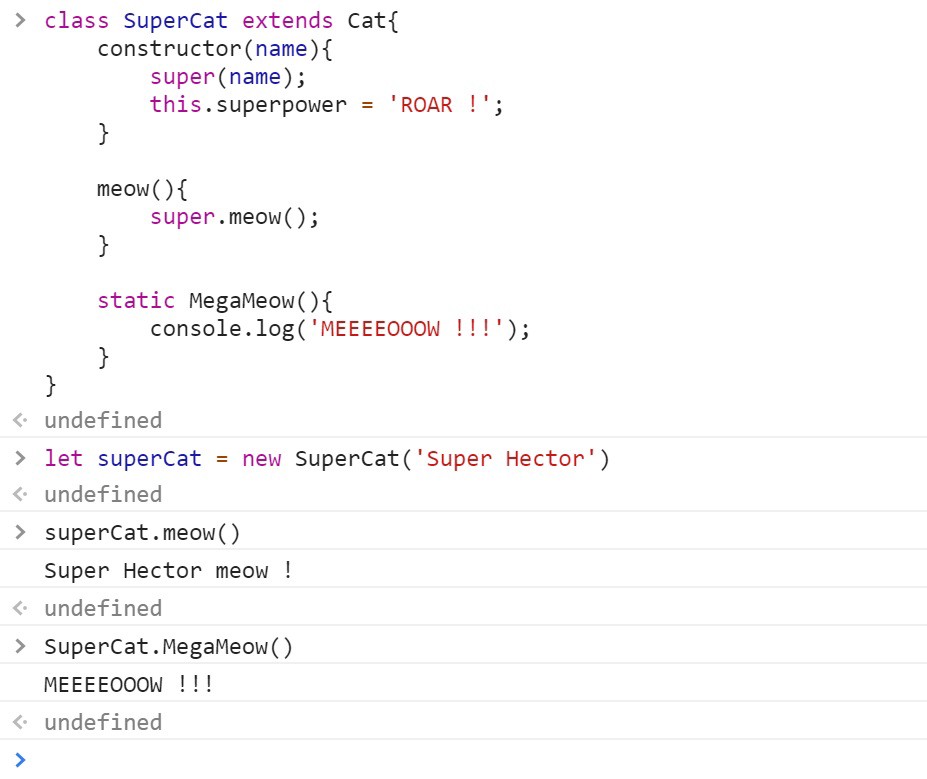 > class SuperCat extends Cat{
    constructor(name){
        super(name);
        this.superpower = 'ROAR !';
    }

    meow(){
        super.meow();
    }

    static MegaMeow(){
        console.log('MEEEEOOOW !!!');
    }
}
undefined
> let superCat = new SuperCat('Super Hector')
undefined
> superCat.meow()
Super Hector meow !
undefined
> SuperCat.MegaMeow()
MEEEEOOOW !!!
undefined
>